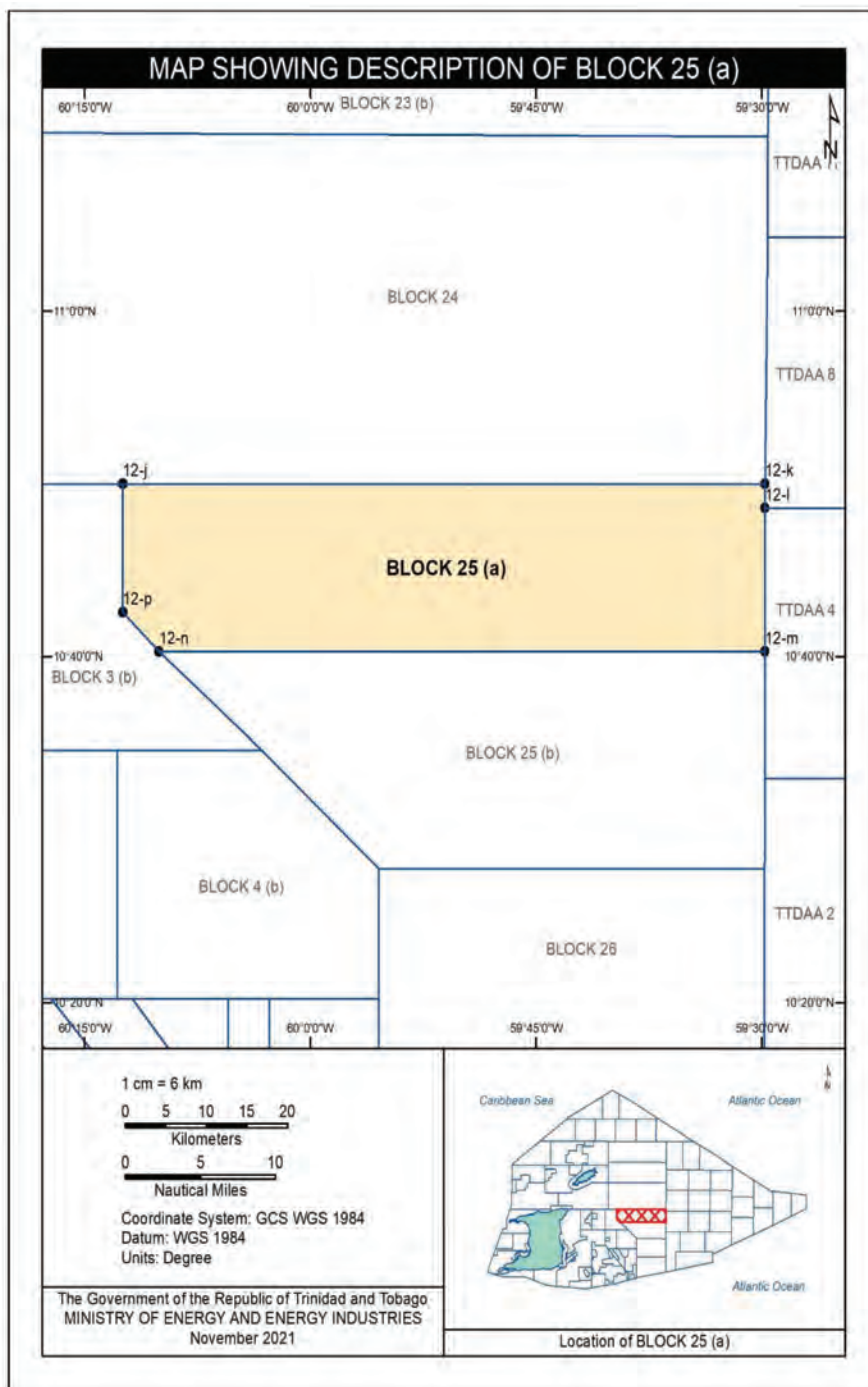 MAP SHOWING DESCRIPTION OF BLOCK 25 (a)
60°15'0"W 60°0'0"W 59°45'0"W 59°30'0"W
BLOCK 23 (b)
N
TTDAA
BLOCK 24
11°0'0"N 11°0'0"N
TTDAA 8
12-j 12-k
12-l
BLOCK 25 (a)
12-p TTDAA 4
12-n 12-m
10°40'0"N 10°40'0"N
BLOCK 3 (b)
BLOCK 25 (b)
BLOCK 4 (b)
TTDAA 2
BLOCK 26
10°20'0"N 10°20'0"N
60°15'0"W 60°0'0"W 59°45'0"W 59°30'0"W
1 cm = 6 km
0 5 10 15 20
Kilometers
0 5 10
Nautical Miles
Coordinate System: GCS WGS 1984
Datum: WGS 1984
Units: Degree
The Government of the Republic of Trinidad and Tobago
MINISTRY OF ENERGY AND ENERGY INDUSTRIES
November 2021
Caribbean Sea Atlantic Ocean
Atlantic Ocean
Location of BLOCK 25 (a)